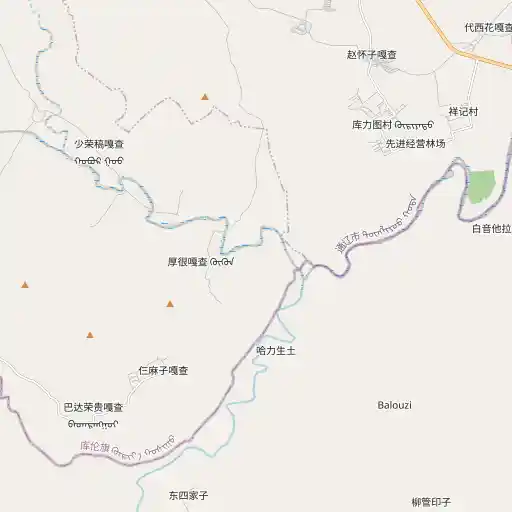 代西花嘎查
赵怀子嘎查
祥记村
库力图村
先进经营林场
少荣稿嘎查
通辽市
白音他拉
厚很嘎查
哈力生土
仨麻子嘎查
巴达荣贵嘎查
Balouzi
库伦旗
东四家子
柳管印子